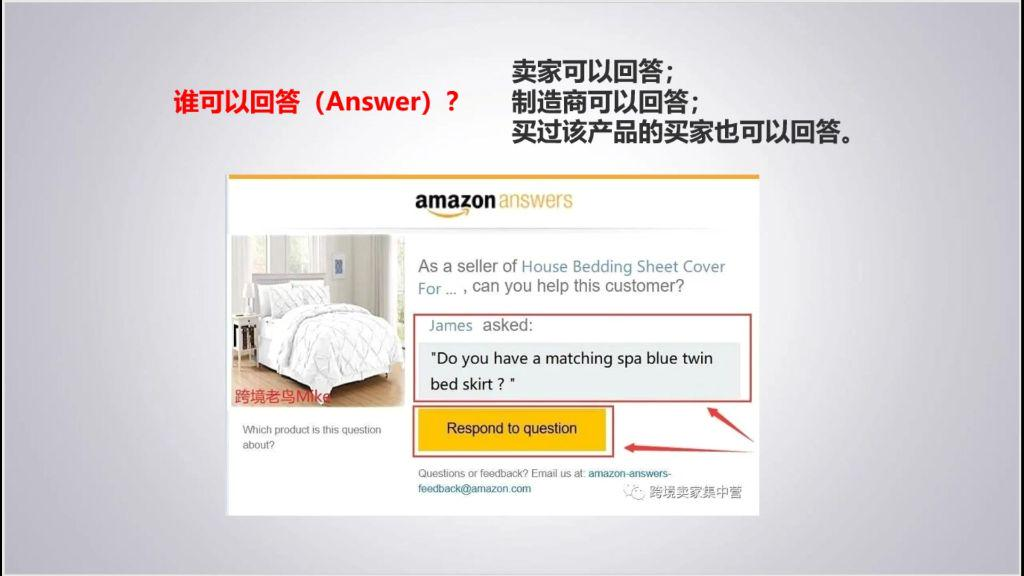 谁可以回答（Answer）？
卖家可以回答；
制造商可以回答；
买过该产品的买家也可以回答。
amazon answers
As a seller of House Bedding Sheet Cover
For ... , can you help this customer?
James asked:
"Do you have a matching spa blue twin
bed skirt ? "
跨境老鸟Mike
Respond to question
Which product is this question
about?
Questions or feedback? Email us at: amazon-answers-
feedback@amazon.com
跨境卖家集中营